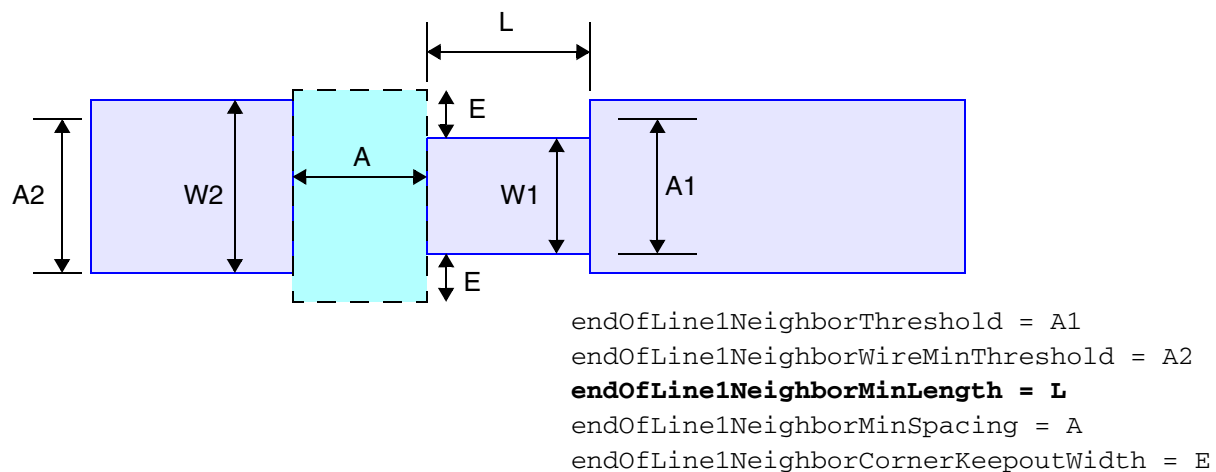 L
E
A
A2
W2
W1
A1
E
endOfLine1NeighborThreshold = A1
endOfLine1NeighborWireMinThreshold = A2
endOfLine1NeighborMinLength = L
endOfLine1NeighborMinSpacing = A
endOfLine1NeighborCornerKeepoutWidth = E